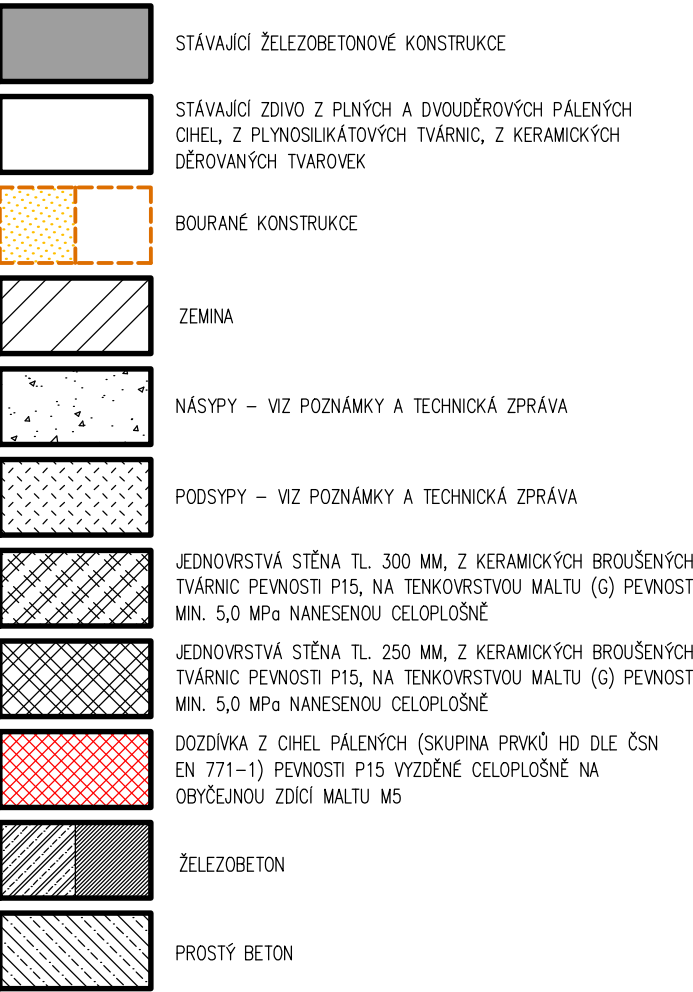 STÁVAJÍCÍ ŽELEZOBETONOVÉ KONSTRUKCE
STÁVAJÍCÍ ZDIVO Z PLNÝCH A DVOUDĚROVÝCH PÁLENÝCH
CIHEL, Z PLYNOSILIKÁTOVÝCH TVÁRNIC, Z KERAMICKÝCH
DĚROVANÝCH TVAROVEK
BOURANÉ KONSTRUKCE
ZEMINA
NÁSYPY – VIZ POZNÁMKY A TECHNICKÁ ZPRÁVA
PODSYPY – VIZ POZNÁMKY A TECHNICKÁ ZPRÁVA
JEDNOVRSTVÁ STĚNA TL. 300 MM, Z KERAMICKÝCH BROUŠENÝCH
TVÁRNIC PEVNOSTI P15, NA TENKOVRSTVOU MALTU (G) PEVNOST
MIN. 5,0 MPa NANESENOU CELOPLOŠNĚ
JEDNOVRSTVÁ STĚNA TL. 250 MM, Z KERAMICKÝCH BROUŠENÝCH
TVÁRNIC PEVNOSTI P15, NA TENKOVRSTVOU MALTU (G) PEVNOST
MIN. 5,0 MPa NANESENOU CELOPLOŠNĚ
DOZDÍVKA Z CIHEL PÁLENÝCH (SKUPINA PRVKŮ HD DLE ČSN
EN 771–1) PEVNOSTI P15 VYZDĚNÉ CELOPLOŠNĚ NA
OBYČEJNOU ZDÍCÍ MALTU M5
ŽELEZOBETON
PROSTÝ BETON